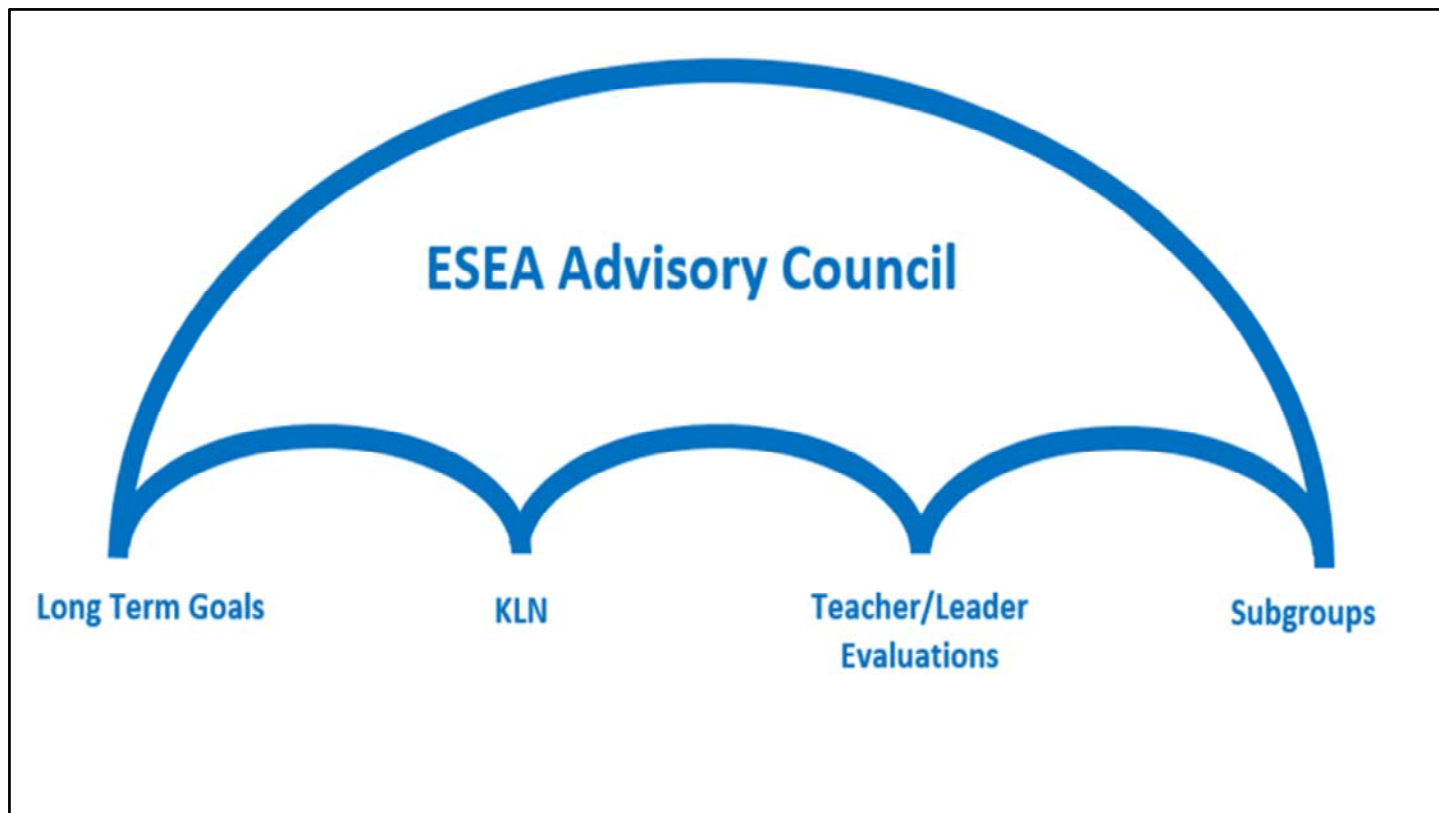 ESEA Advisory Council
Long Term Goals
KLN
Teacher/Leader
Evaluations
Subgroups